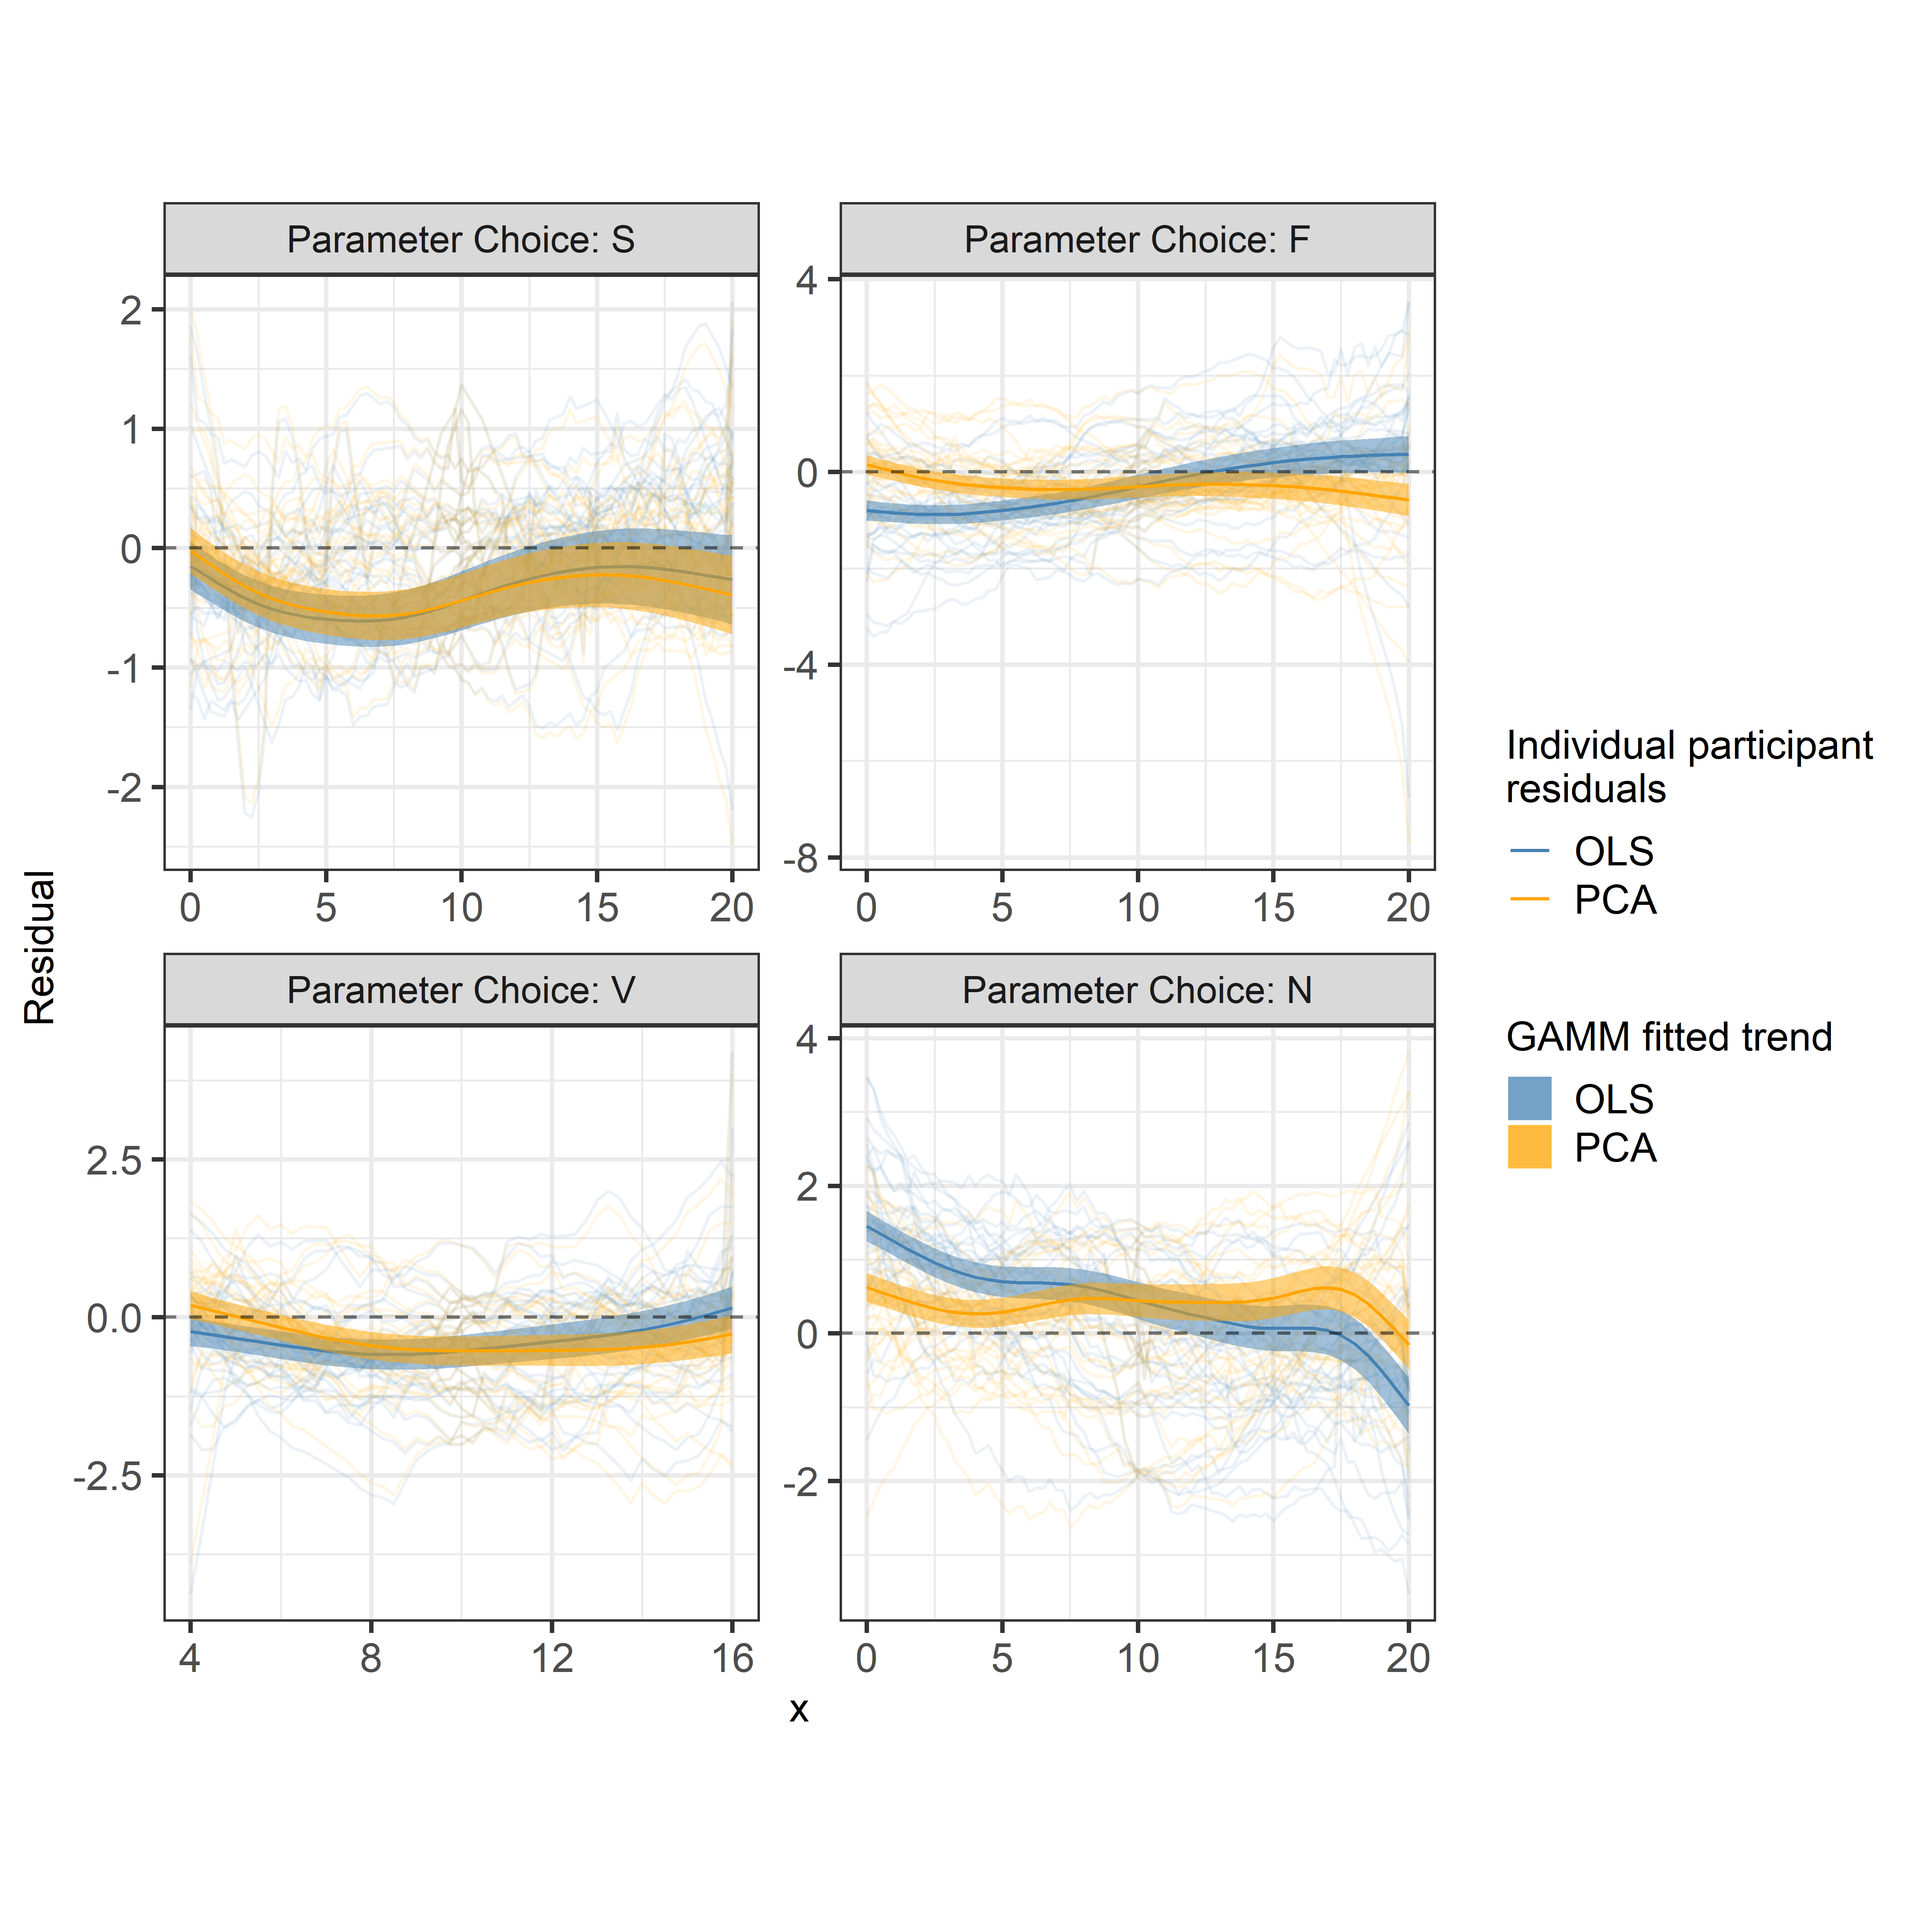 Parameter Choice: S
Parameter Choice: F
2
1
0
-1
-2
4
0
-4
-8
0 5 10 15 20
0 5 10 15 20
Parameter Choice: V
Parameter Choice: N
2.5
0.0
-2.5
4
2
0
-2
4 8 12 16
0 5 10 15 20
x
Residual
Individual participant
residuals
OLS
PCA
GAMM fitted trend
OLS
PCA